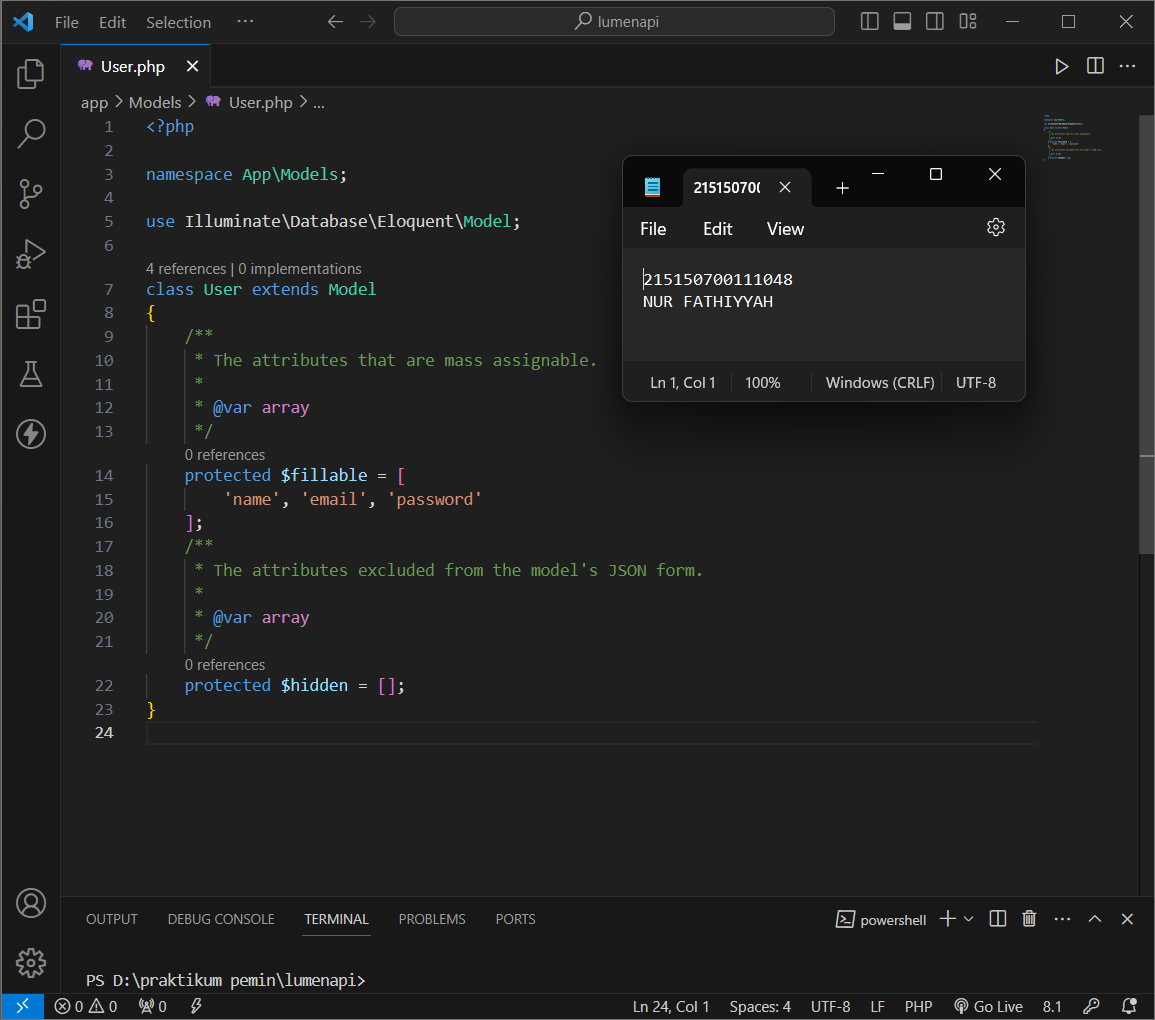 File Edit Selection ··· lumenapi
User.php
app > Models > User.php > ...
1 <?php
2
3 namespace App\Models;
4
5 use Illuminate\Database\Eloquent\Model;
6
4 references | 0 implementations
7 class User extends Model
8 {
9 /**
10 * The attributes that are mass assignable.
11 *
12 * @var array
13 */
0 references
14 protected $fillable = [
15 'name', 'email', 'password'
16 ];
17 /**
18 * The attributes excluded from the model's JSON form.
19 *
20 * @var array
21 */
0 references
22 protected $hidden = [];
23 }
24
21515070
File Edit View
215150700111048
NUR FATHIYYAH
Ln 1, Col 1 100% Windows (CRLF) UTF-8
OUTPUT DEBUG CONSOLE TERMINAL PROBLEMS PORTS powershell
PS D:\praktikum pemin\lumenapi>
0 0 0 Ln 24, Col 1 Spaces: 4 UTF-8 LF PHP Go Live 8.1